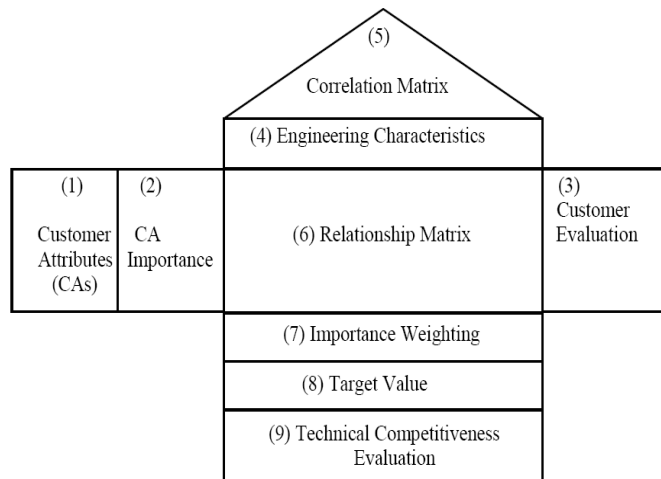 (5)
Correlation Matrix
(4) Engineering Characteristics
(1)
Customer
Attributes
(CAs)
(2)
CA
Importance
(6) Relationship Matrix
(3)
Customer
Evaluation
(7) Importance Weighting
(8) Target Value
(9) Technical Competitiveness
Evaluation